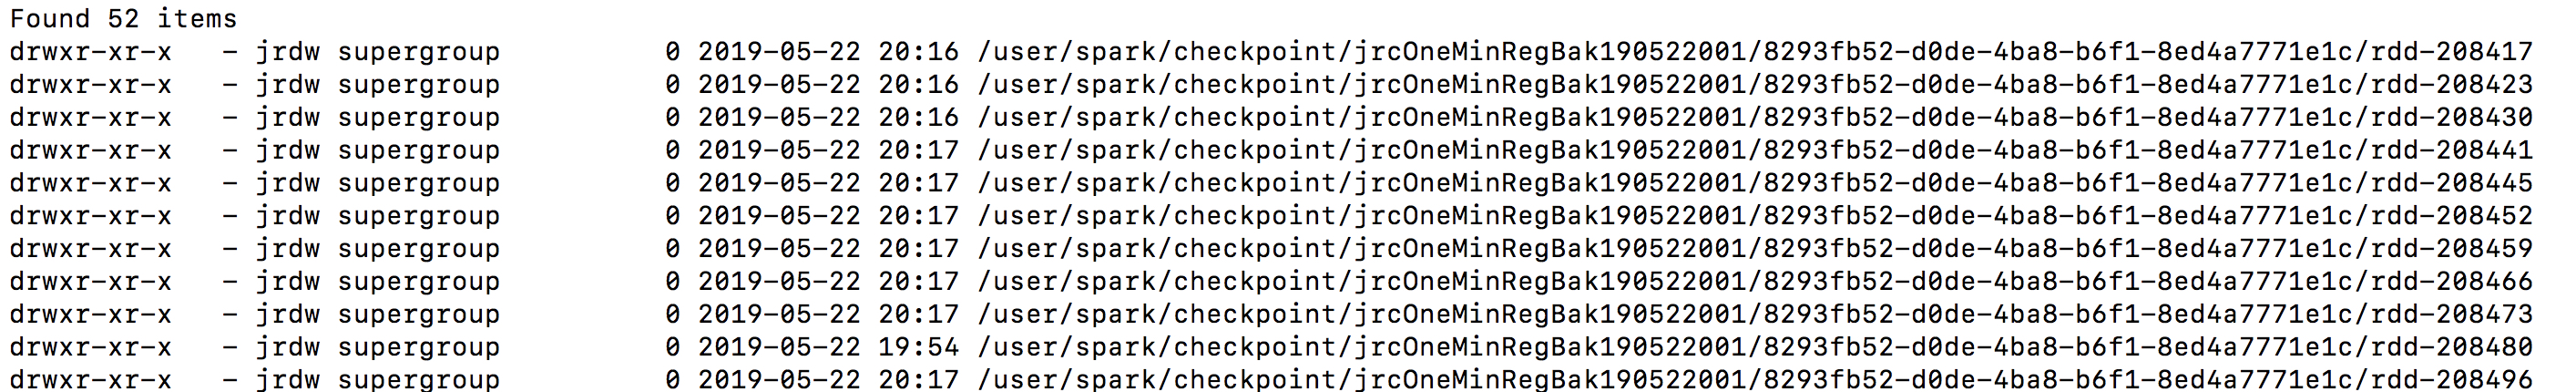 Found 52 items
drwxr-xr-x   - jrdw supergroup          0 2019-05-22 20:16 /user/spark/checkpoint/jrcOneMinRegBak190522001/8293fb52-d0de-4ba8-b6f1-8ed4a7771e1c/rdd-208417
drwxr-xr-x   - jrdw supergroup          0 2019-05-22 20:16 /user/spark/checkpoint/jrcOneMinRegBak190522001/8293fb52-d0de-4ba8-b6f1-8ed4a7771e1c/rdd-208423
drwxr-xr-x   - jrdw supergroup          0 2019-05-22 20:16 /user/spark/checkpoint/jrcOneMinRegBak190522001/8293fb52-d0de-4ba8-b6f1-8ed4a7771e1c/rdd-208430
drwxr-xr-x   - jrdw supergroup          0 2019-05-22 20:17 /user/spark/checkpoint/jrcOneMinRegBak190522001/8293fb52-d0de-4ba8-b6f1-8ed4a7771e1c/rdd-208441
drwxr-xr-x   - jrdw supergroup          0 2019-05-22 20:17 /user/spark/checkpoint/jrcOneMinRegBak190522001/8293fb52-d0de-4ba8-b6f1-8ed4a7771e1c/rdd-208445
drwxr-xr-x   - jrdw supergroup          0 2019-05-22 20:17 /user/spark/checkpoint/jrcOneMinRegBak190522001/8293fb52-d0de-4ba8-b6f1-8ed4a7771e1c/rdd-208452
drwxr-xr-x   - jrdw supergroup          0 2019-05-22 20:17 /user/spark/checkpoint/jrcOneMinRegBak190522001/8293fb52-d0de-4ba8-b6f1-8ed4a7771e1c/rdd-208459
drwxr-xr-x   - jrdw supergroup          0 2019-05-22 20:17 /user/spark/checkpoint/jrcOneMinRegBak190522001/8293fb52-d0de-4ba8-b6f1-8ed4a7771e1c/rdd-208466
drwxr-xr-x   - jrdw supergroup          0 2019-05-22 20:17 /user/spark/checkpoint/jrcOneMinRegBak190522001/8293fb52-d0de-4ba8-b6f1-8ed4a7771e1c/rdd-208473
drwxr-xr-x   - jrdw supergroup          0 2019-05-22 19:54 /user/spark/checkpoint/jrcOneMinRegBak190522001/8293fb52-d0de-4ba8-b6f1-8ed4a7771e1c/rdd-208480
drwxr-xr-x   - jrdw supergroup          0 2019-05-22 20:17 /user/spark/checkpoint/jrcOneMinRegBak190522001/8293fb52-d0de-4ba8-b6f1-8ed4a7771e1c/rdd-208496